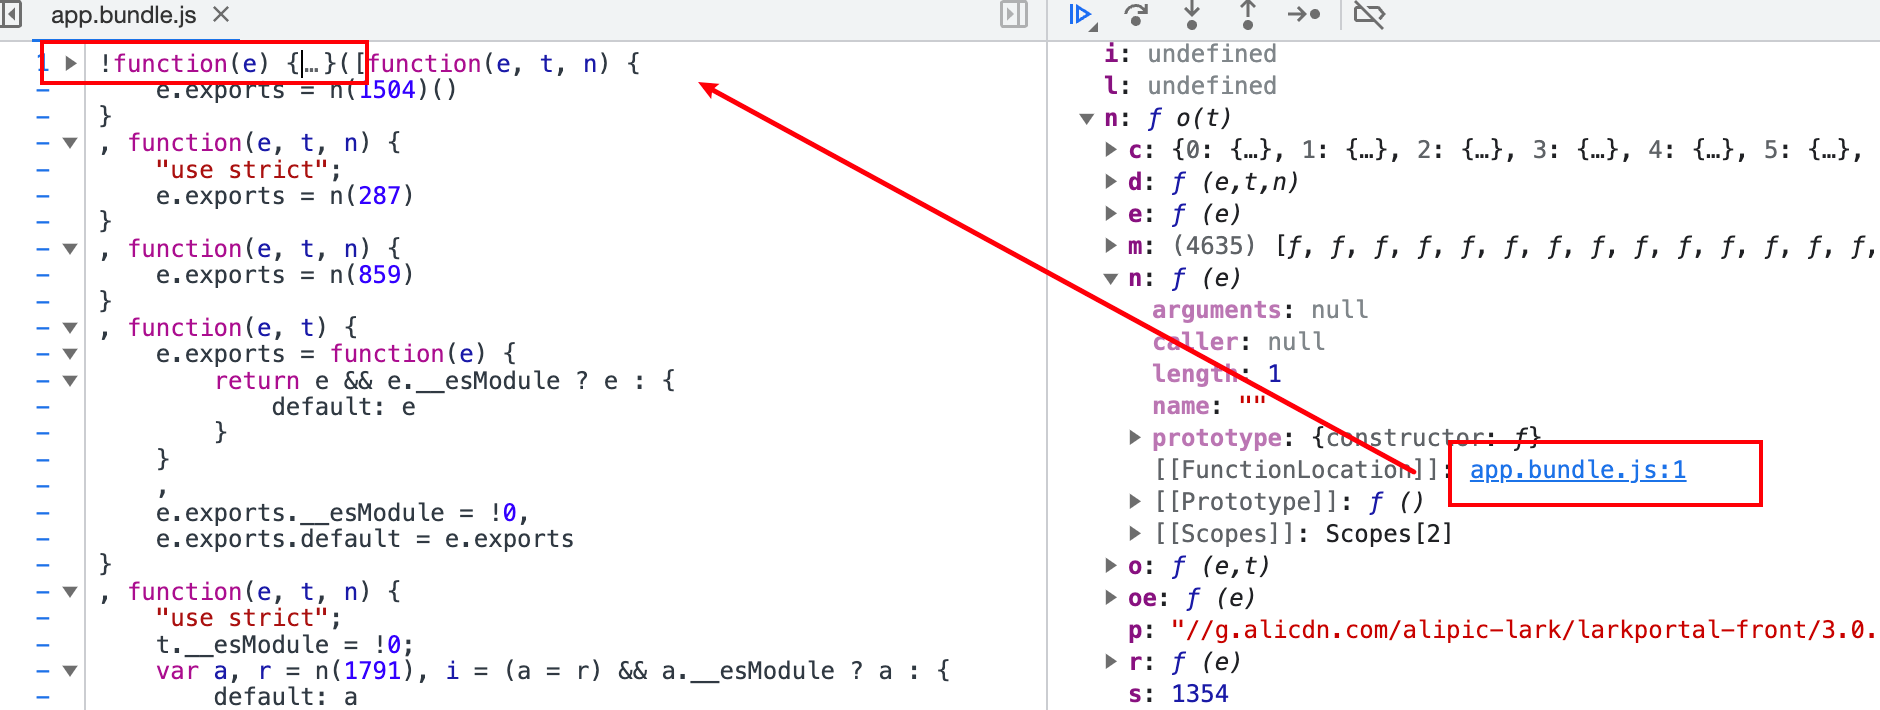 app.bundle.js ×
1 !function(e) {…}([function(e, t, n) {
e.exports = n(1504)()
}
, function(e, t, n) {
"use strict";
e.exports = n(287)
}
, function(e, t, n) {
e.exports = n(859)
}
, function(e, t) {
e.exports = function(e) {
return e && e.__esModule ? e : {
default: e
}
}
,
e.exports.__esModule = !0,
e.exports.default = e.exports
}
, function(e, t, n) {
"use strict";
t.__esModule = !0;
var a, r = n(1791), i = (a = r) && a.__esModule ? a : {
default: a
i: undefined
l: undefined
n: ƒ o(t)
c: {0: {…}, 1: {…}, 2: {…}, 3: {…}, 4: {…}, 5: {…},
d: ƒ (e,t,n)
e: ƒ (e)
m: (4635) [ƒ, ƒ, ƒ, ƒ, ƒ, ƒ, ƒ, ƒ, ƒ, ƒ, ƒ, ƒ, ƒ, ƒ,
n: ƒ (e)
arguments: null
caller: null
length: 1
name: ""
prototype: {constructor: ƒ}
[[FunctionLocation]]: app.bundle.js:1
[[Prototype]]: ƒ ()
[[Scopes]]: Scopes[2]
o: ƒ (e,t)
oe: ƒ (e)
p: "//g.alicdn.com/alipic-lark/larkportal-front/3.0.
r: ƒ (e)
s: 1354